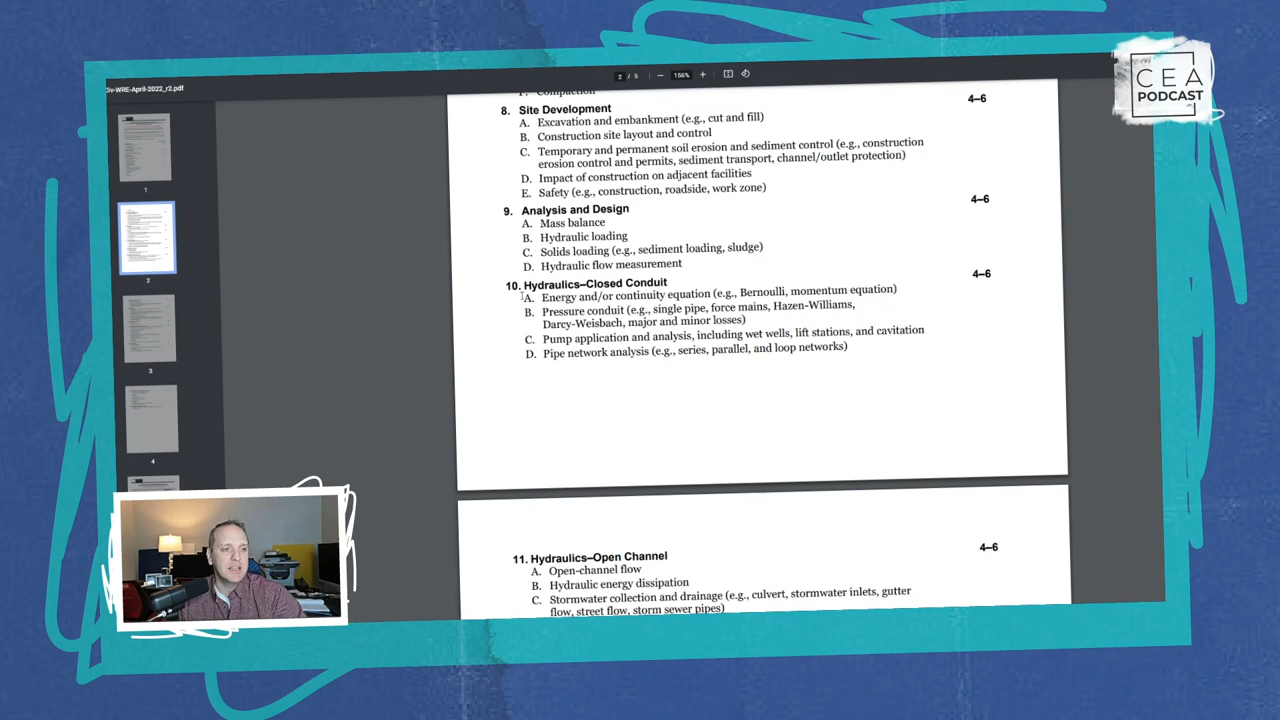 CEA
PODCAST
Civ-WRE-April-2022_r2.pdf
2 / 5 — 156% +
F. Compaction
8. Site Development 4–6
A. Excavation and embankment (e.g., cut and fill)
B. Construction site layout and control
C. Temporary and permanent soil erosion and sediment control (e.g., construction
erosion control and permits, sediment transport, channel/outlet protection)
D. Impact of construction on adjacent facilities
E. Safety (e.g., construction, roadside, work zone)
9. Analysis and Design 4–6
A. Mass balance
B. Hydraulic loading
C. Solids loading (e.g., sediment loading, sludge)
D. Hydraulic flow measurement
10. Hydraulics–Closed Conduit 4–6
A. Energy and/or continuity equation (e.g., Bernoulli, momentum equation)
B. Pressure conduit (e.g., single pipe, force mains, Hazen-Williams,
Darcy-Weisbach, major and minor losses)
C. Pump application and analysis, including wet wells, lift stations, and cavitation
D. Pipe network analysis (e.g., series, parallel, and loop networks)
11. Hydraulics–Open Channel 4–6
A. Open-channel flow
B. Hydraulic energy dissipation
C. Stormwater collection and drainage (e.g., culvert, stormwater inlets, gutter
flow, street flow, storm sewer pipes)
1
2
3
4